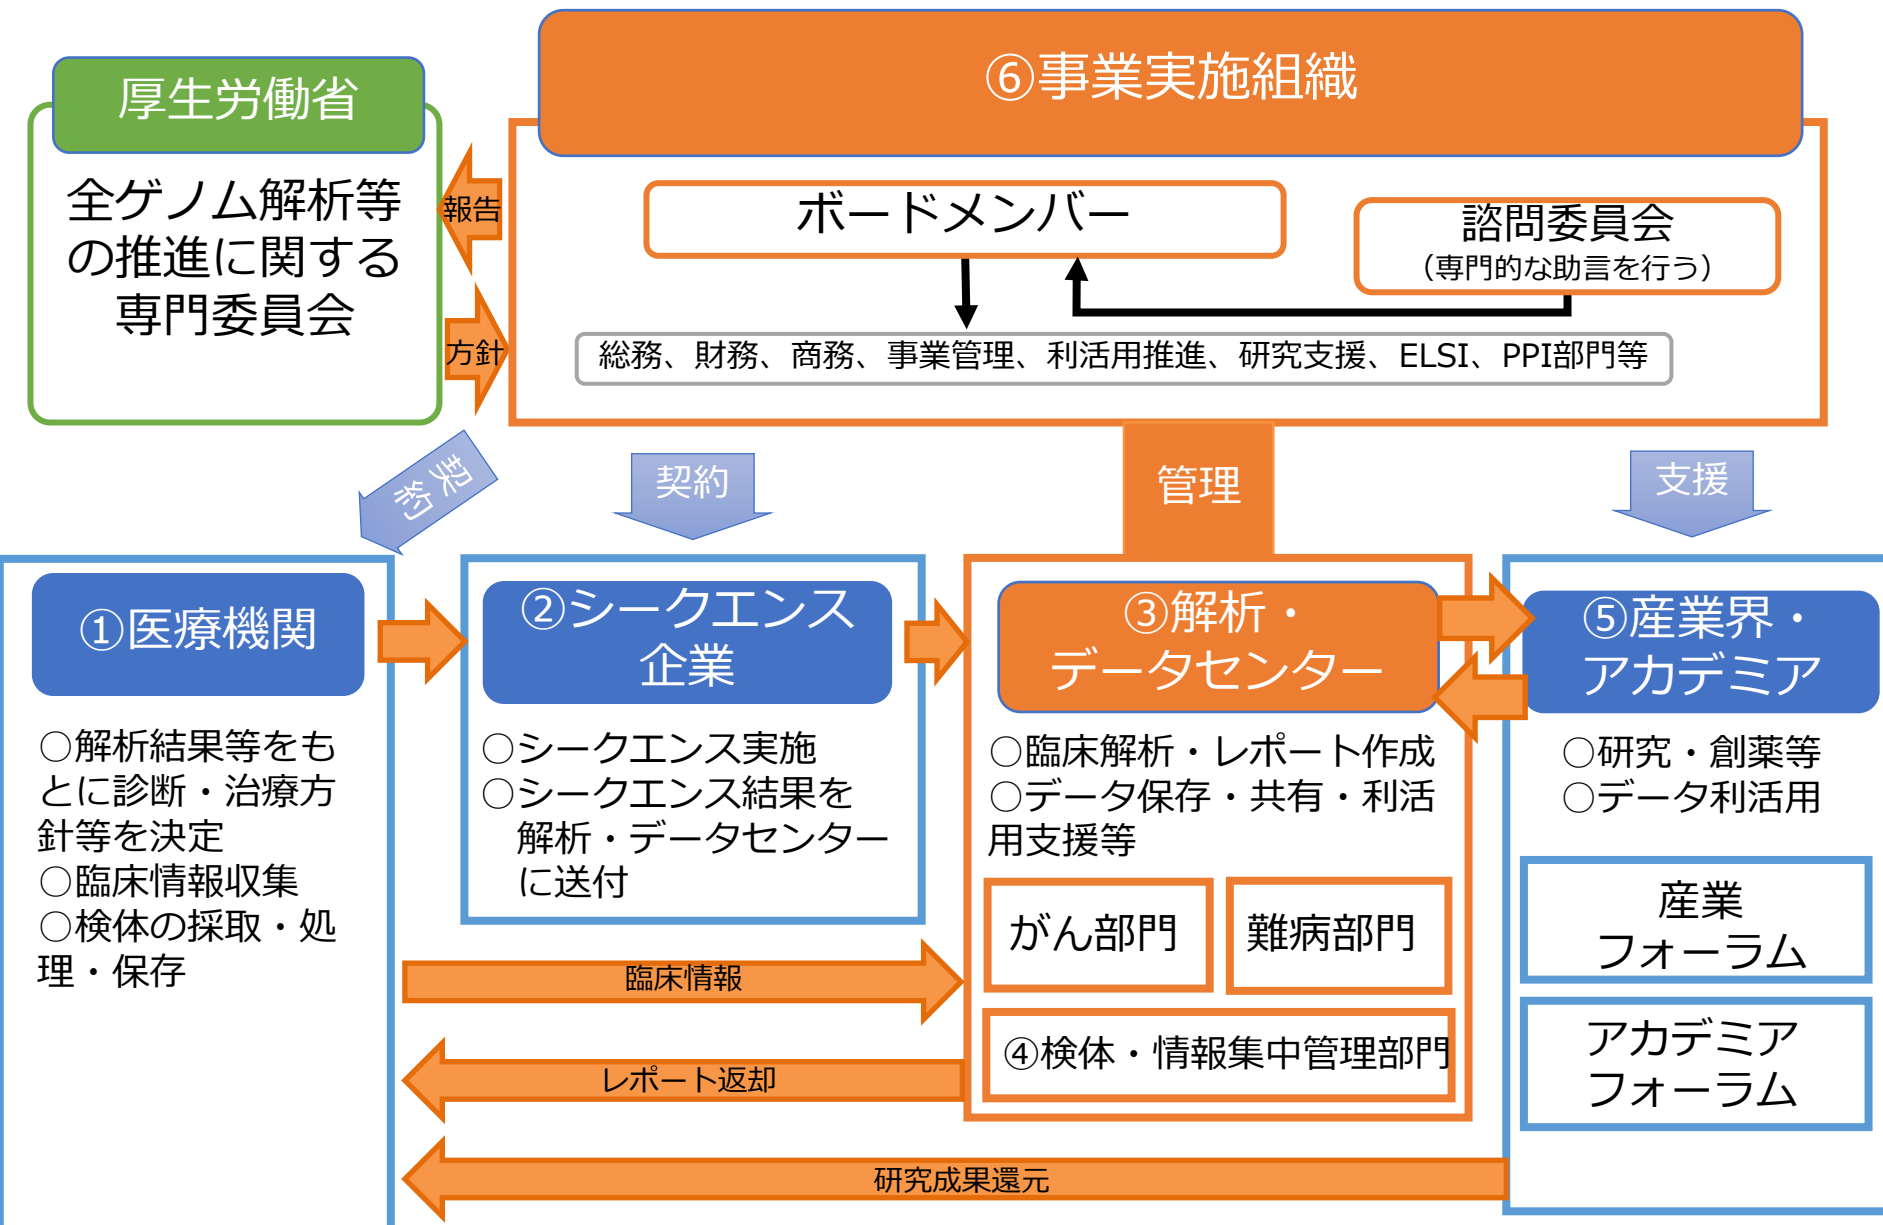 厚生労働省
全ゲノム解析等
の推進に関する
専門委員会
報告
方針
⑥事業実施組織
ボードメンバー
諮問委員会
（専門的な助言を行う）
総務、財務、商務、事業管理、利活用推進、研究支援、ELSI、PPI部門等
契約
契約
管理
支援
①医療機関
○解析結果等をも
とに診断・治療方
針等を決定
○臨床情報収集
○検体の採取・処
理・保存
②シークエンス
企業
○シークエンス実施
○シークエンス結果を
解析・データセンター
に送付
③解析・
データセンター
○臨床解析・レポート作成
○データ保存・共有・利活
用支援等
がん部門
難病部門
④検体・情報集中管理部門
⑤産業界・
アカデミア
○研究・創薬等
○データ利活用
産業
フォーラム
アカデミア
フォーラム
臨床情報
レポート返却
研究成果還元